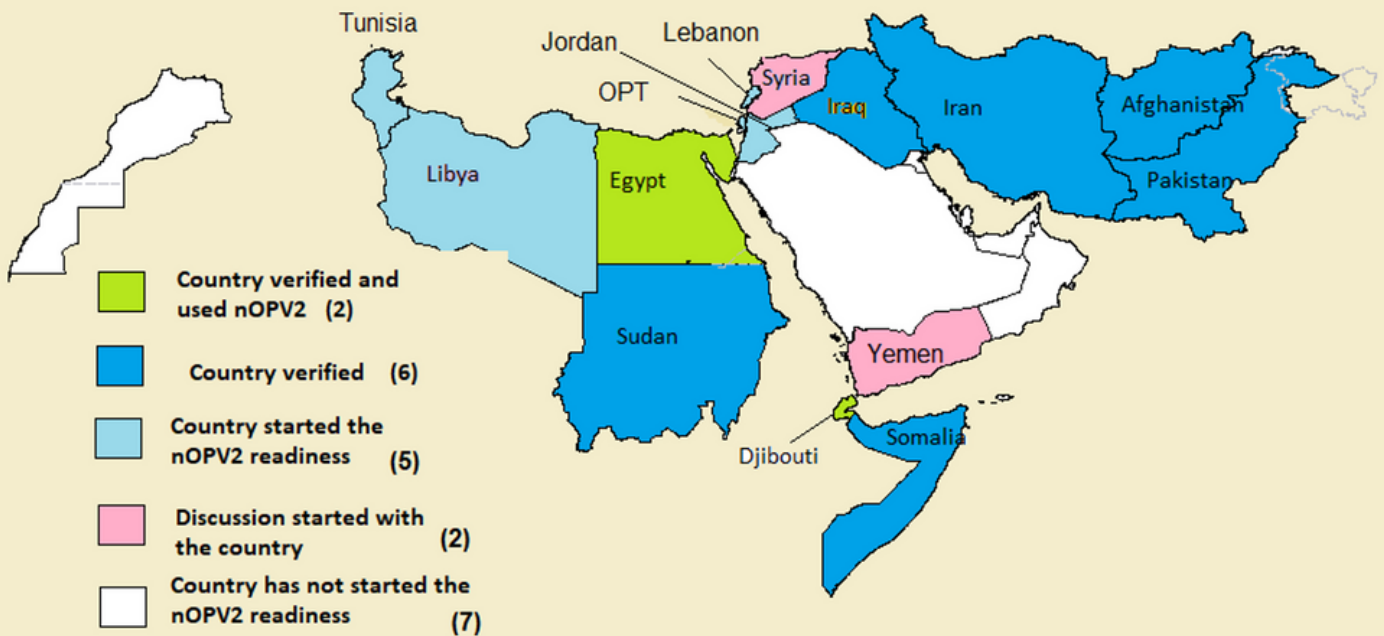 Tunisia
Jordan
Lebanon
OPT
Syria
Iraq
Iran
Afghanistan
Pakistan
Libya
Egypt
Sudan
Yemen
Djibouti
Somalia
Country verified and
used nOPV2 (2)
Country verified (6)
Country started the
nOPV2 readiness (5)
Discussion started with
the country (2)
Country has not started the
nOPV2 readiness (7)